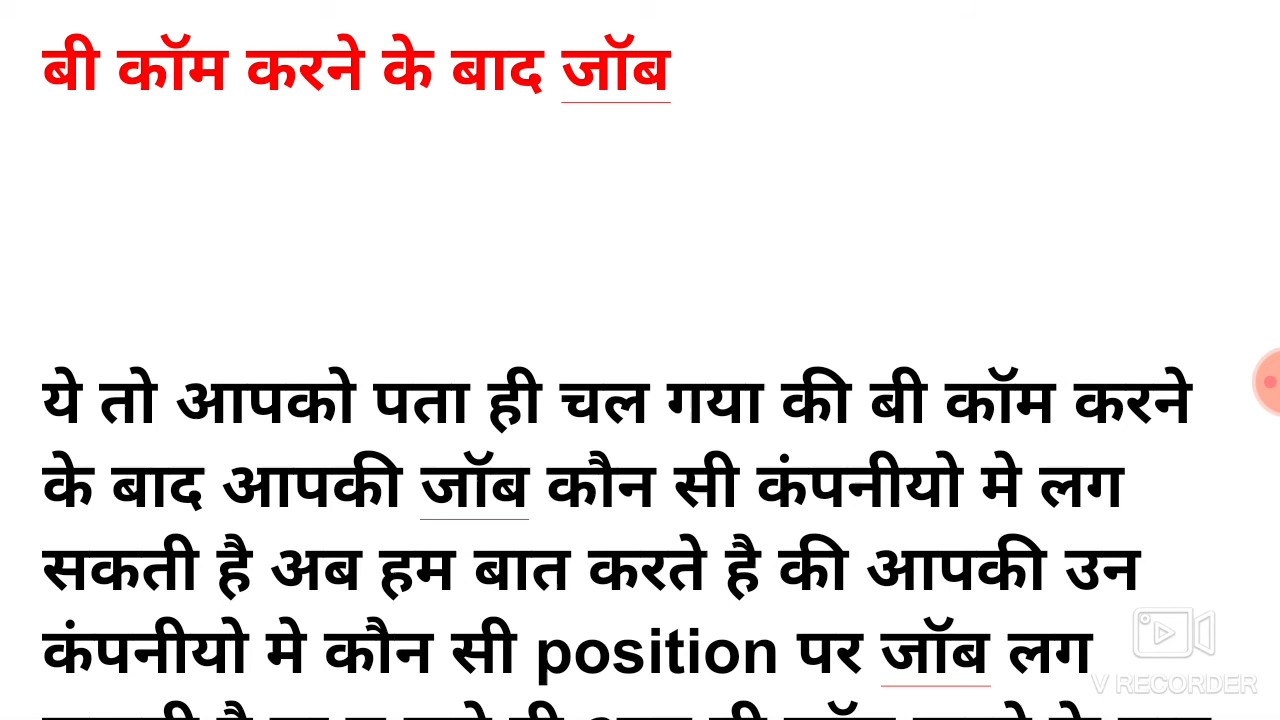 बी कॉम करने के बाद जॉब
ये तो आपको पता ही चल गया की बी कॉम करने
के बाद आपकी जॉब कौन सी कंपनीयो मे लग
सकती है अब हम बात करते है की आपकी उन
कंपनीयो मे कौन सी position पर जॉब लग
V RECORDER